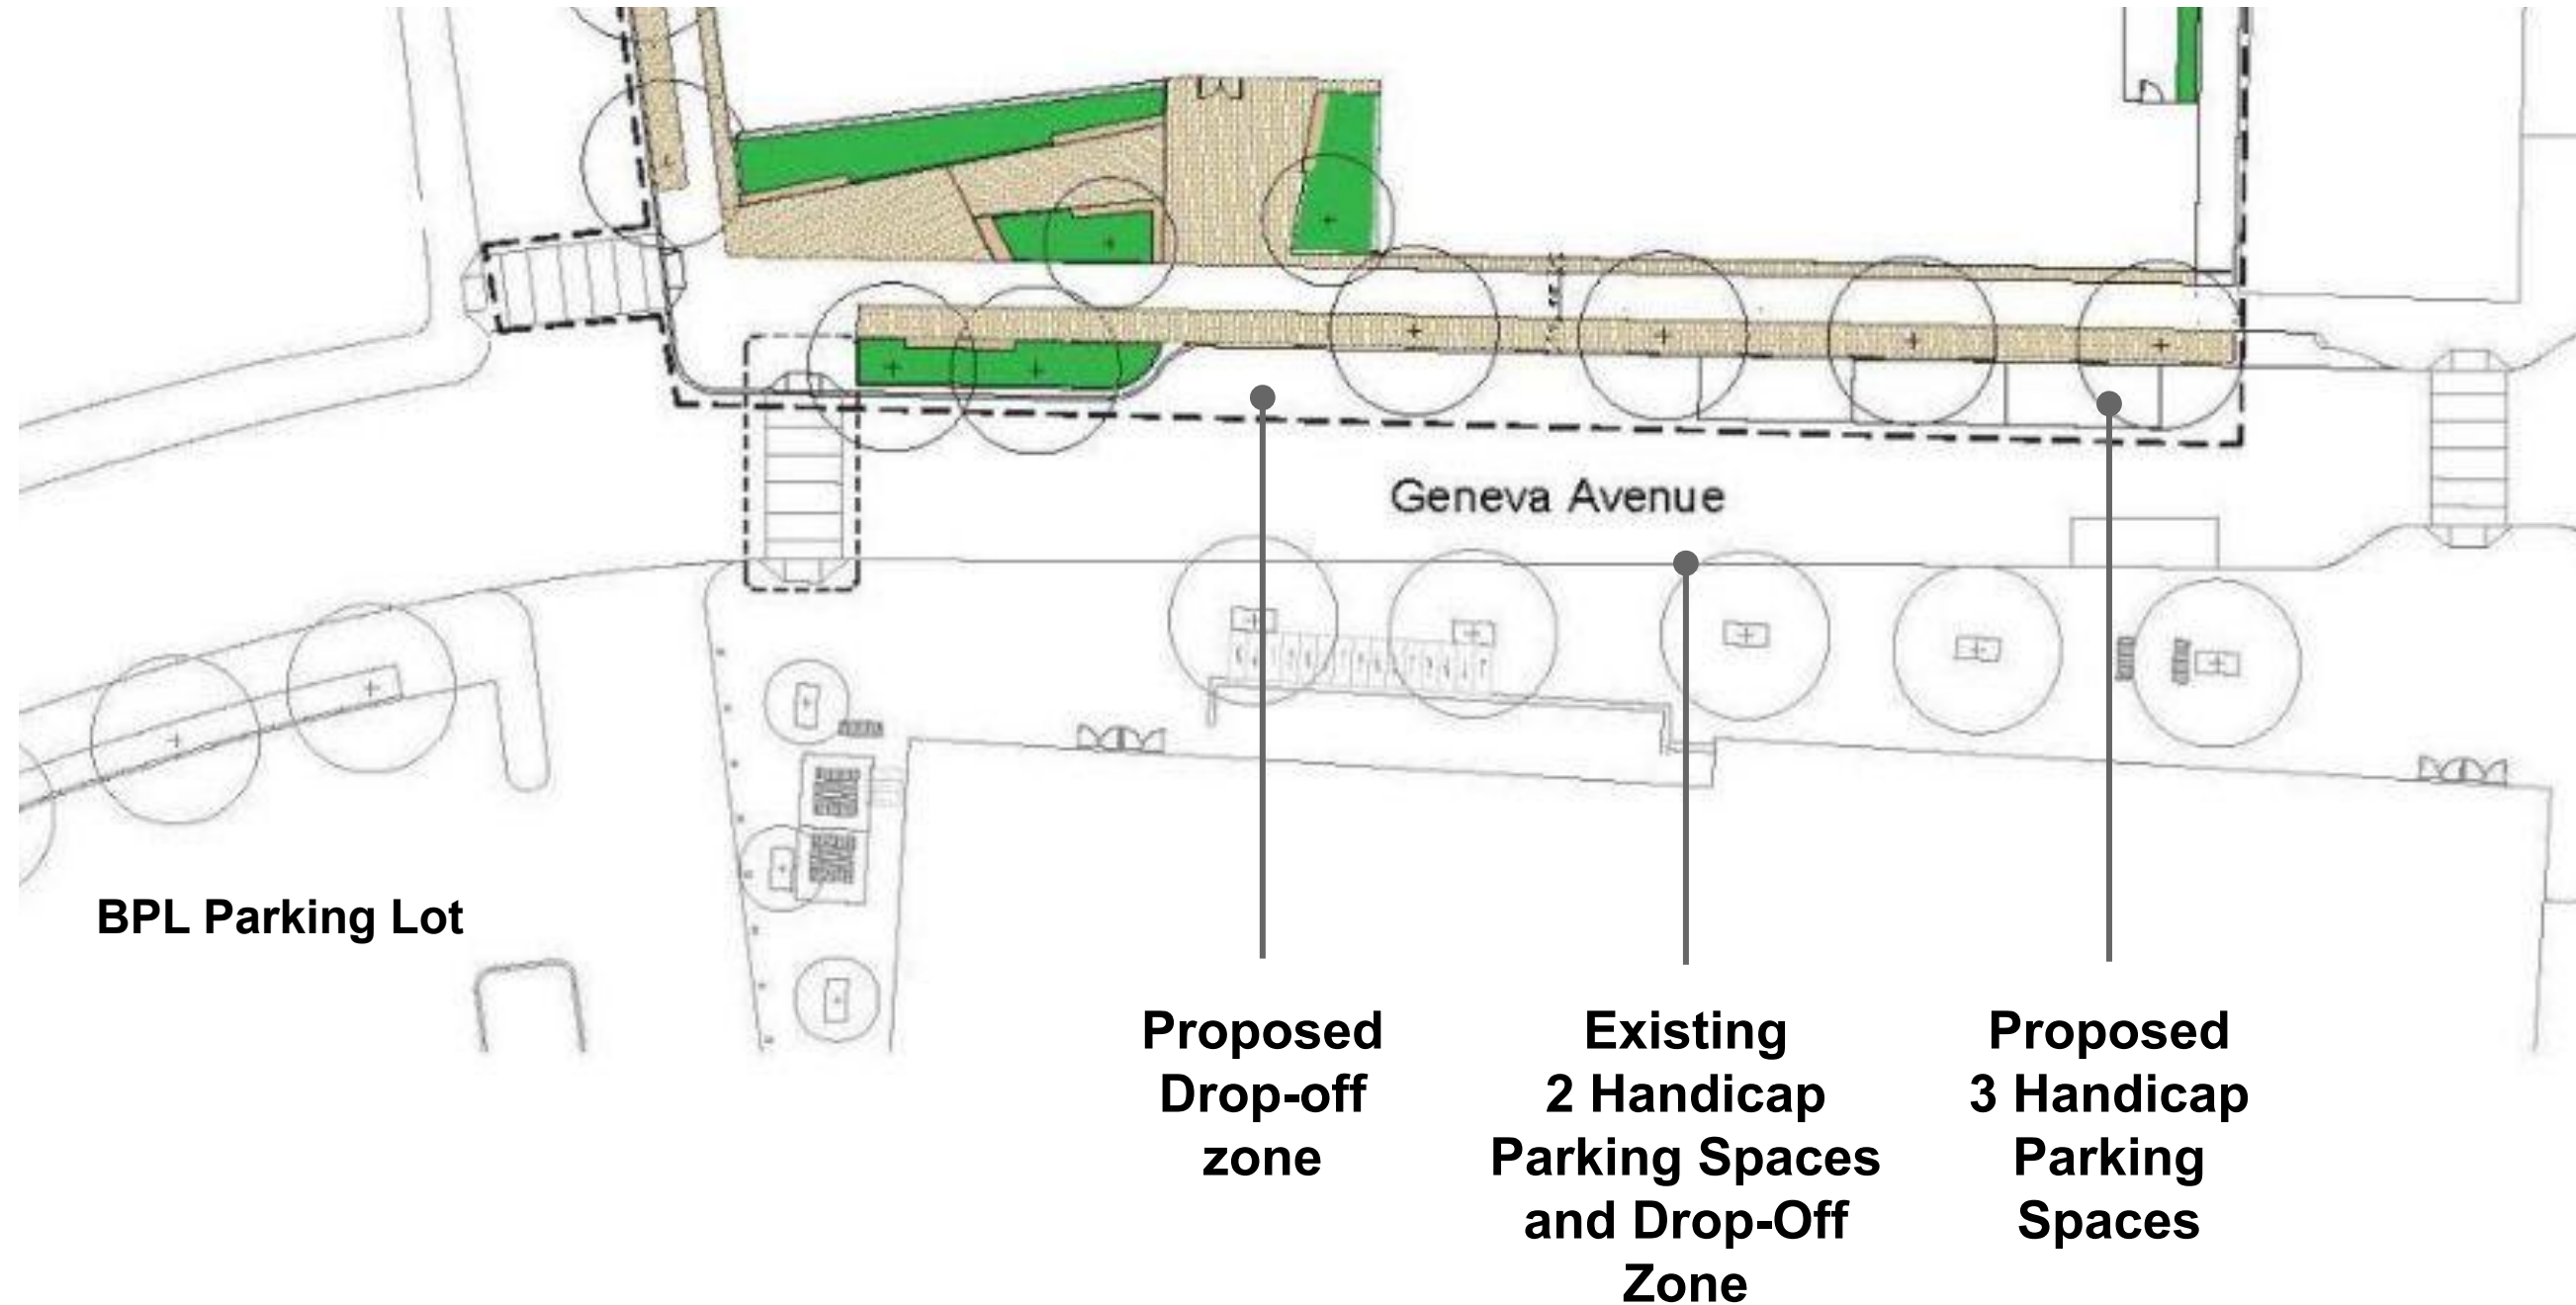 Geneva Avenue
BPL Parking Lot
Proposed
Drop-off
zone
Existing
2 Handicap
Parking Spaces
and Drop-Off
Zone
Proposed
3 Handicap
Parking
Spaces